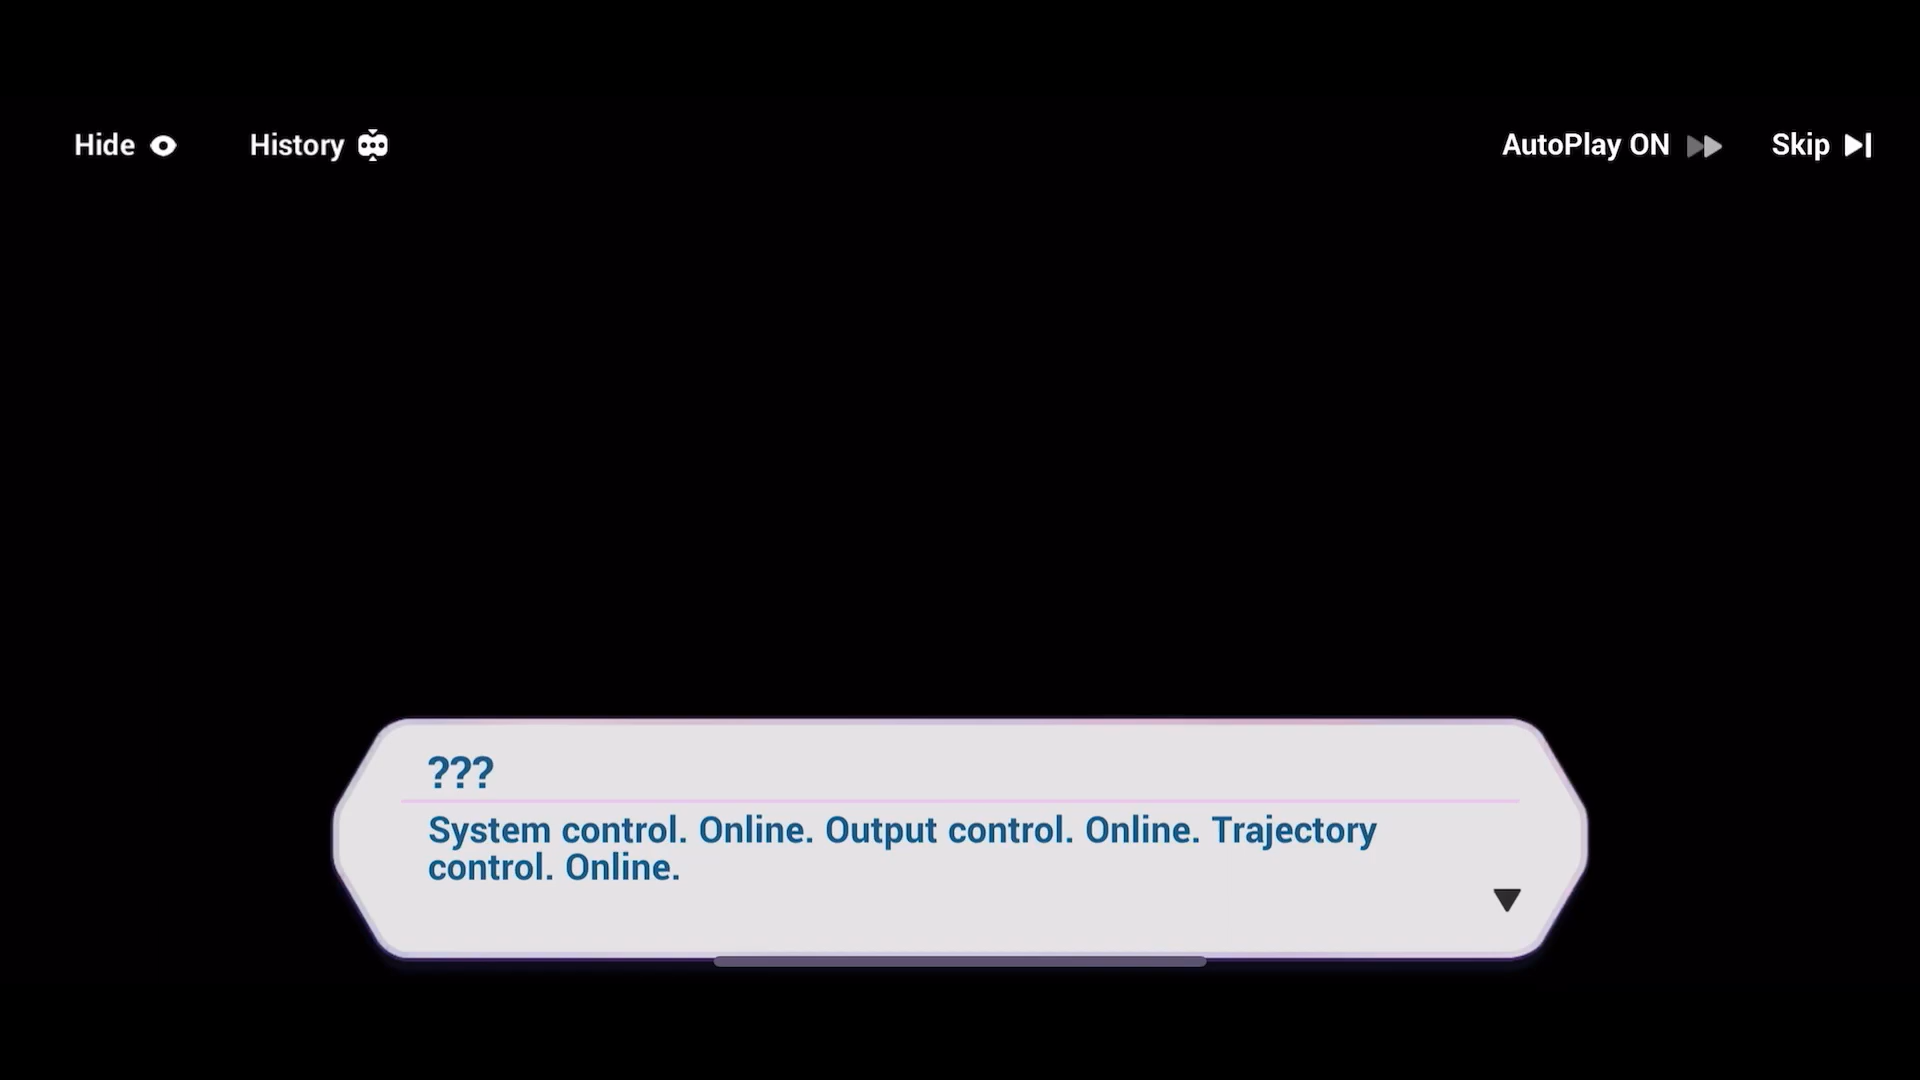 Hide
History
AutoPlay ON
Skip
???
System control. Online. Output control. Online. Trajectory
control. Online.